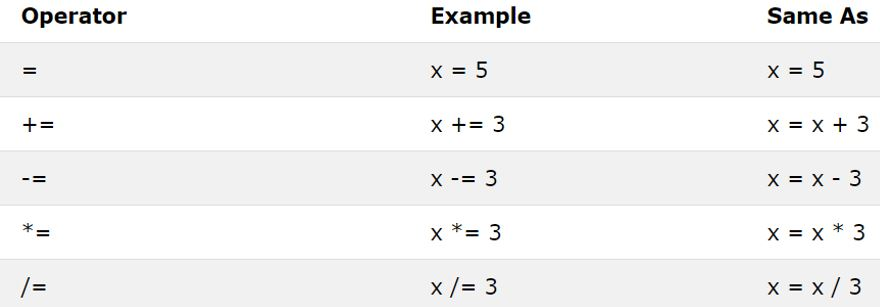 Operator Example Same As
= x = 5 x = 5
+= x += 3 x = x + 3
-= x -= 3 x = x - 3
*= x *= 3 x = x * 3
/= x /= 3 x = x / 3